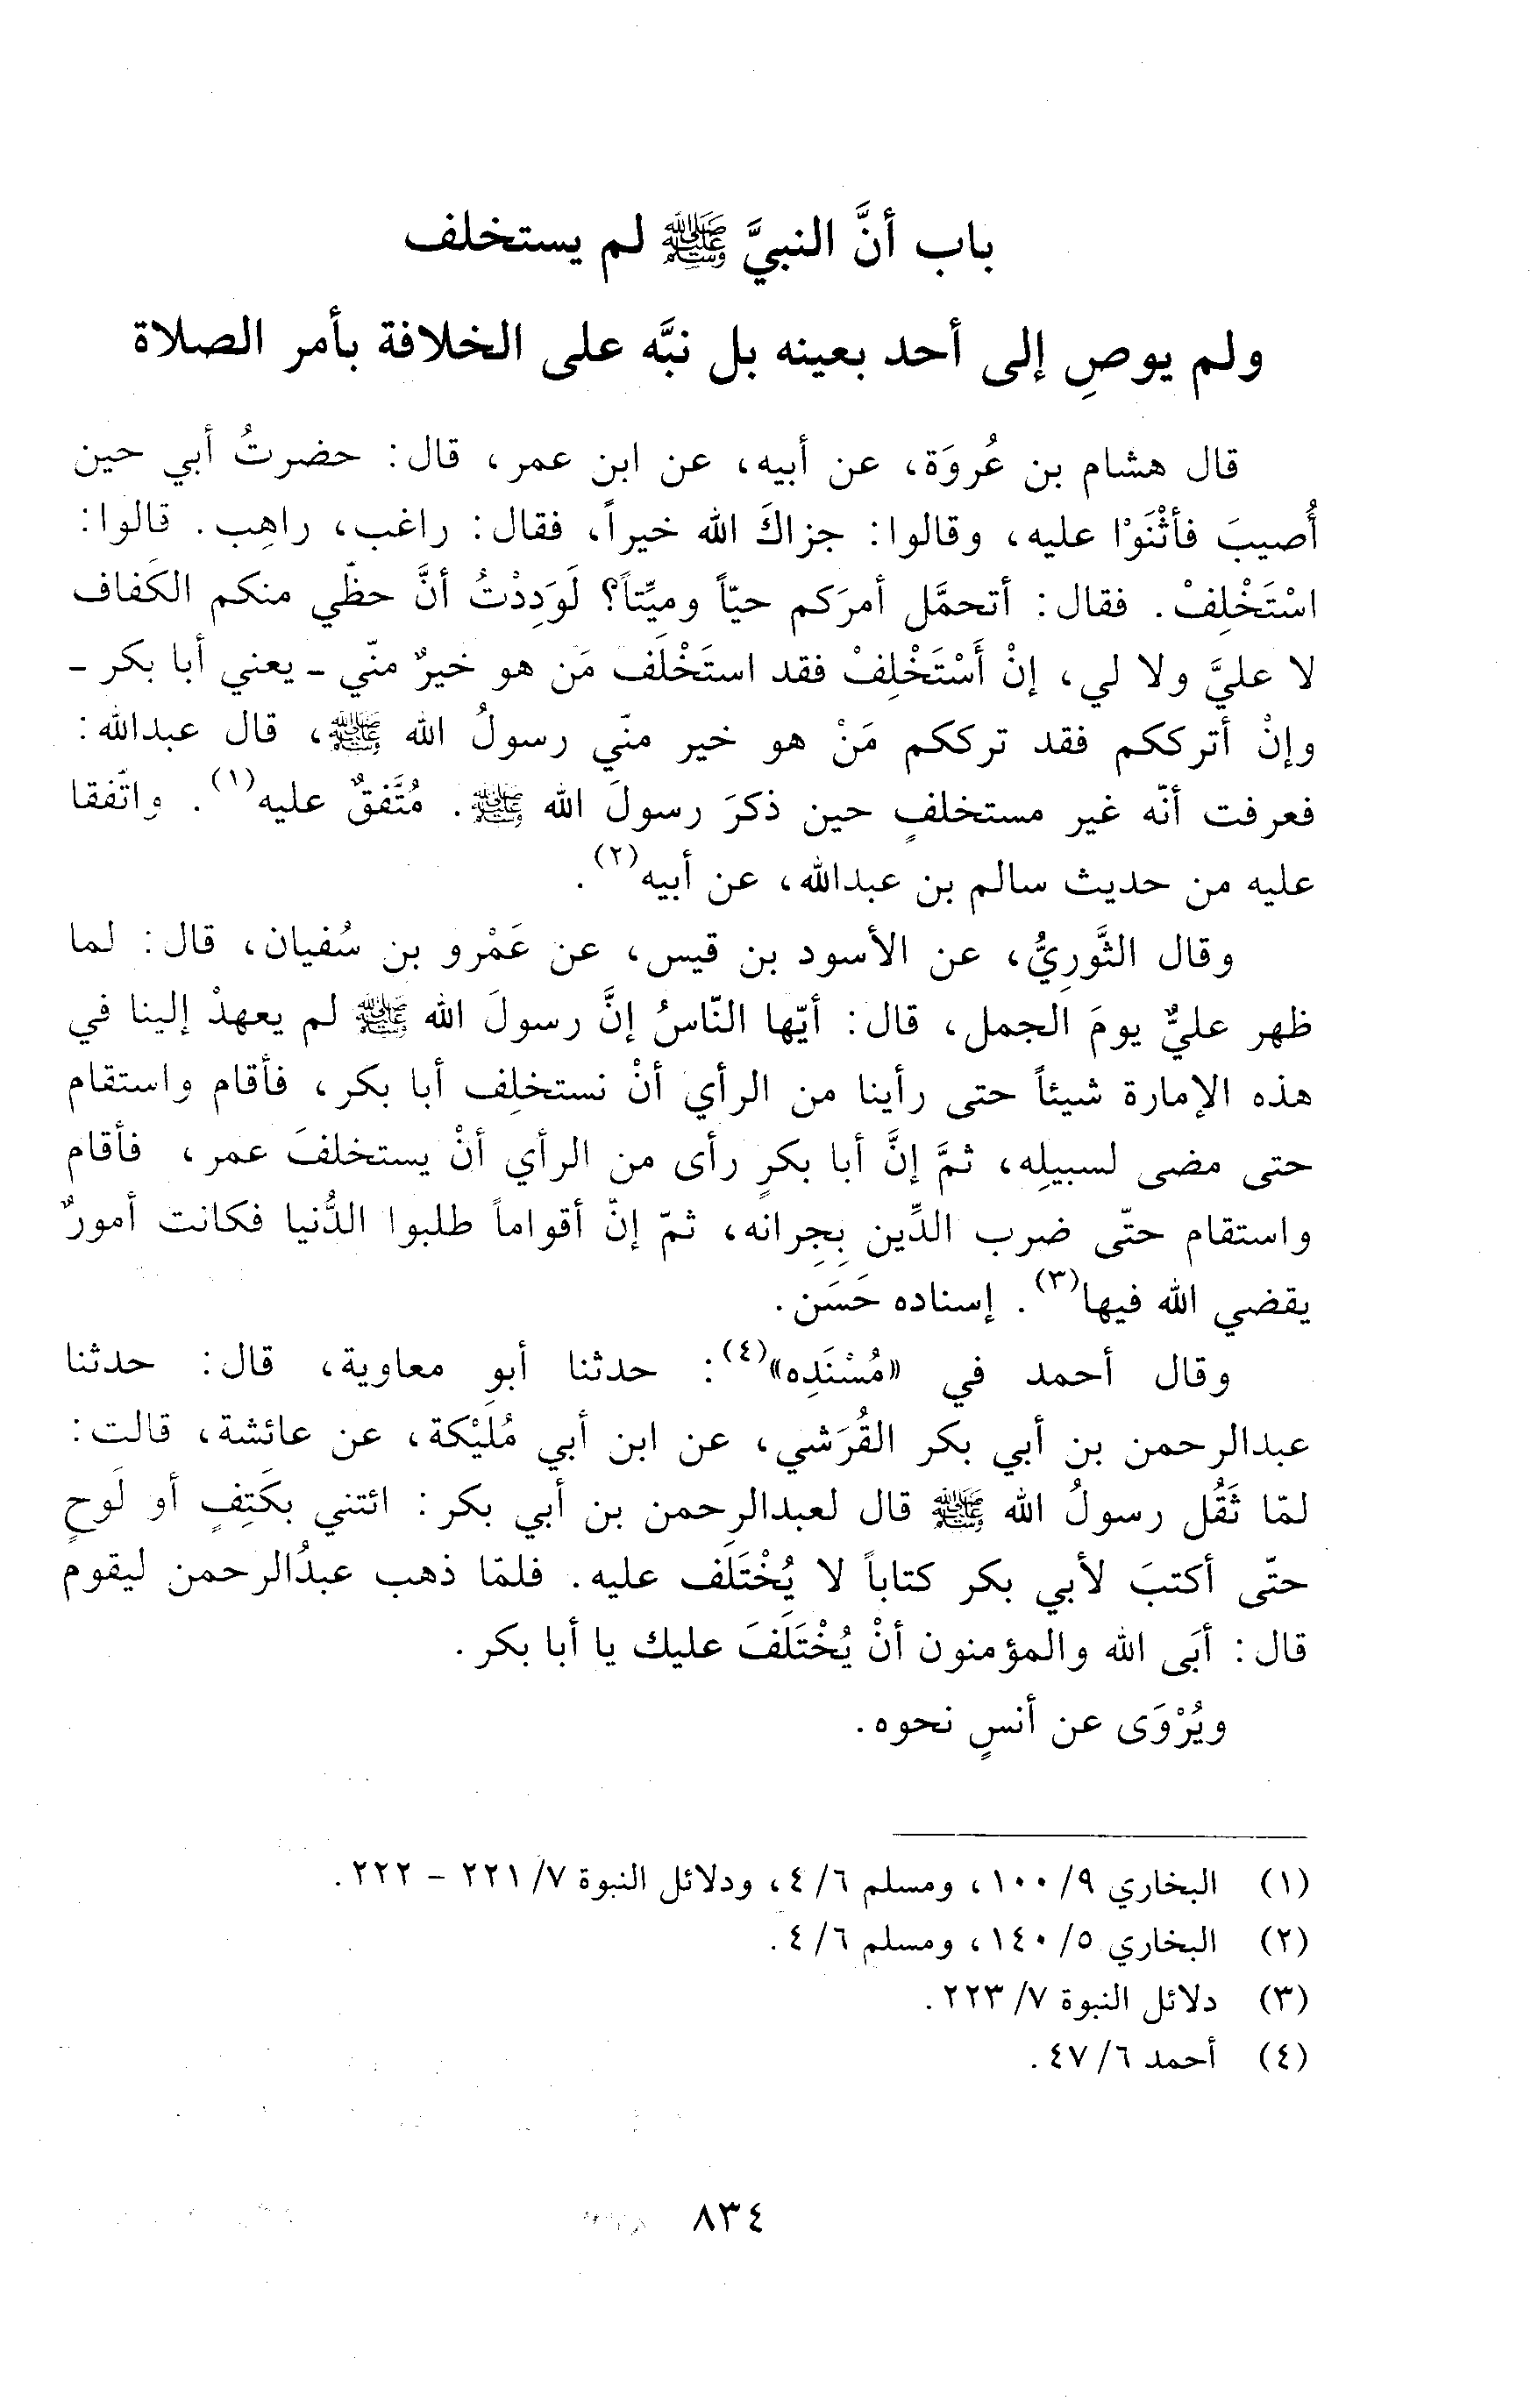 باب أنَّ النبيَّ ﷺ لم يستخلف
ولم يوصِ إلى أحد بعينه بل نبَّه على الخلافة بأمر الصلاة
قال هشام بن عُروَة، عن أبيه، عن ابن عمر، قال: حضرتُ أبي حين
أُصيبَ فأثْنَوْا عليه، وقالوا: جزاكَ الله خيراً، فقال: راغب، راهِب. قالوا:
اسْتَخْلِفْ. فقال: أتحمَّل أمرَكم حيّاً وميِّتاً؟ لَوَدِدْتُ أنَّ حظّي منكم الكَفاف
لا عليَّ ولا لي، إنْ أَسْتَخْلِفْ فقد استَخْلَف مَن هو خيرٌ منّي ـ يعني أبا بكر ـ
وإنْ أترككم فقد ترككم مَنْ هو خير منّي رسولُ الله ﷺ، قال عبدالله:
فعرفت أنّه غير مستخلفٍ حين ذكرَ رسولَ الله ﷺ. مُتَّفقٌ عليه(١). واتّفقا
عليه من حديث سالم بن عبدالله، عن أبيه(٢).
وقال الثَّورِيُّ، عن الأسود بن قيس، عن عَمْرو بن سُفيان، قال: لما
ظهر عليٌّ يومَ الجمل، قال: أيّها النّاسُ إنَّ رسولَ الله ﷺ لم يعهدْ إلينا في
هذه الإمارة شيئاً حتى رأينا من الرأي أنْ نستخلِف أبا بكر، فأقام واستقام
حتى مضى لسبيلِه، ثمَّ إنَّ أبا بكرٍ رأى من الرأي أنْ يستخلفَ عمر، فأقام
واستقام حتّى ضرب الدِّين بِجِرانه، ثمّ إنّ أقواماً طلبوا الدُّنيا فكانت أمورٌ
يقضي الله فيها(٣). إسناده حَسَن.
وقال أحمد في «مُسْنَدِه»(٤): حدثنا أبو معاوية، قال: حدثنا
عبدالرحمن بن أبي بكر القُرَشي، عن ابن أبي مُليْكة، عن عائشة، قالت:
لمّا ثَقُل رسولُ الله ﷺ قال لعبدالرحمن بن أبي بكر: ائتني بكَتِفٍ أو لَوحٍ
حتّى أكتبَ لأبي بكر كتاباً لا يُخْتَلَف عليه. فلمّا ذهب عبدُالرحمن ليقوم
قال: أبَى الله والمؤمنون أنْ يُخْتَلَفَ عليك يا أبا بكر.
ويُرْوَى عن أنسٍ نحوه.
(١) البخاري ٩/ ١٠٠، ومسلم ٦/ ٤، ودلائل النبوة ٧/ ٢٢١ - ٢٢٢.
(٢) البخاري ٥/ ١٤٠، ومسلم ٦/ ٤.
(٣) دلائل النبوة ٧/ ٢٢٣.
(٤) أحمد ٦/ ٤٧.
٨٣٤